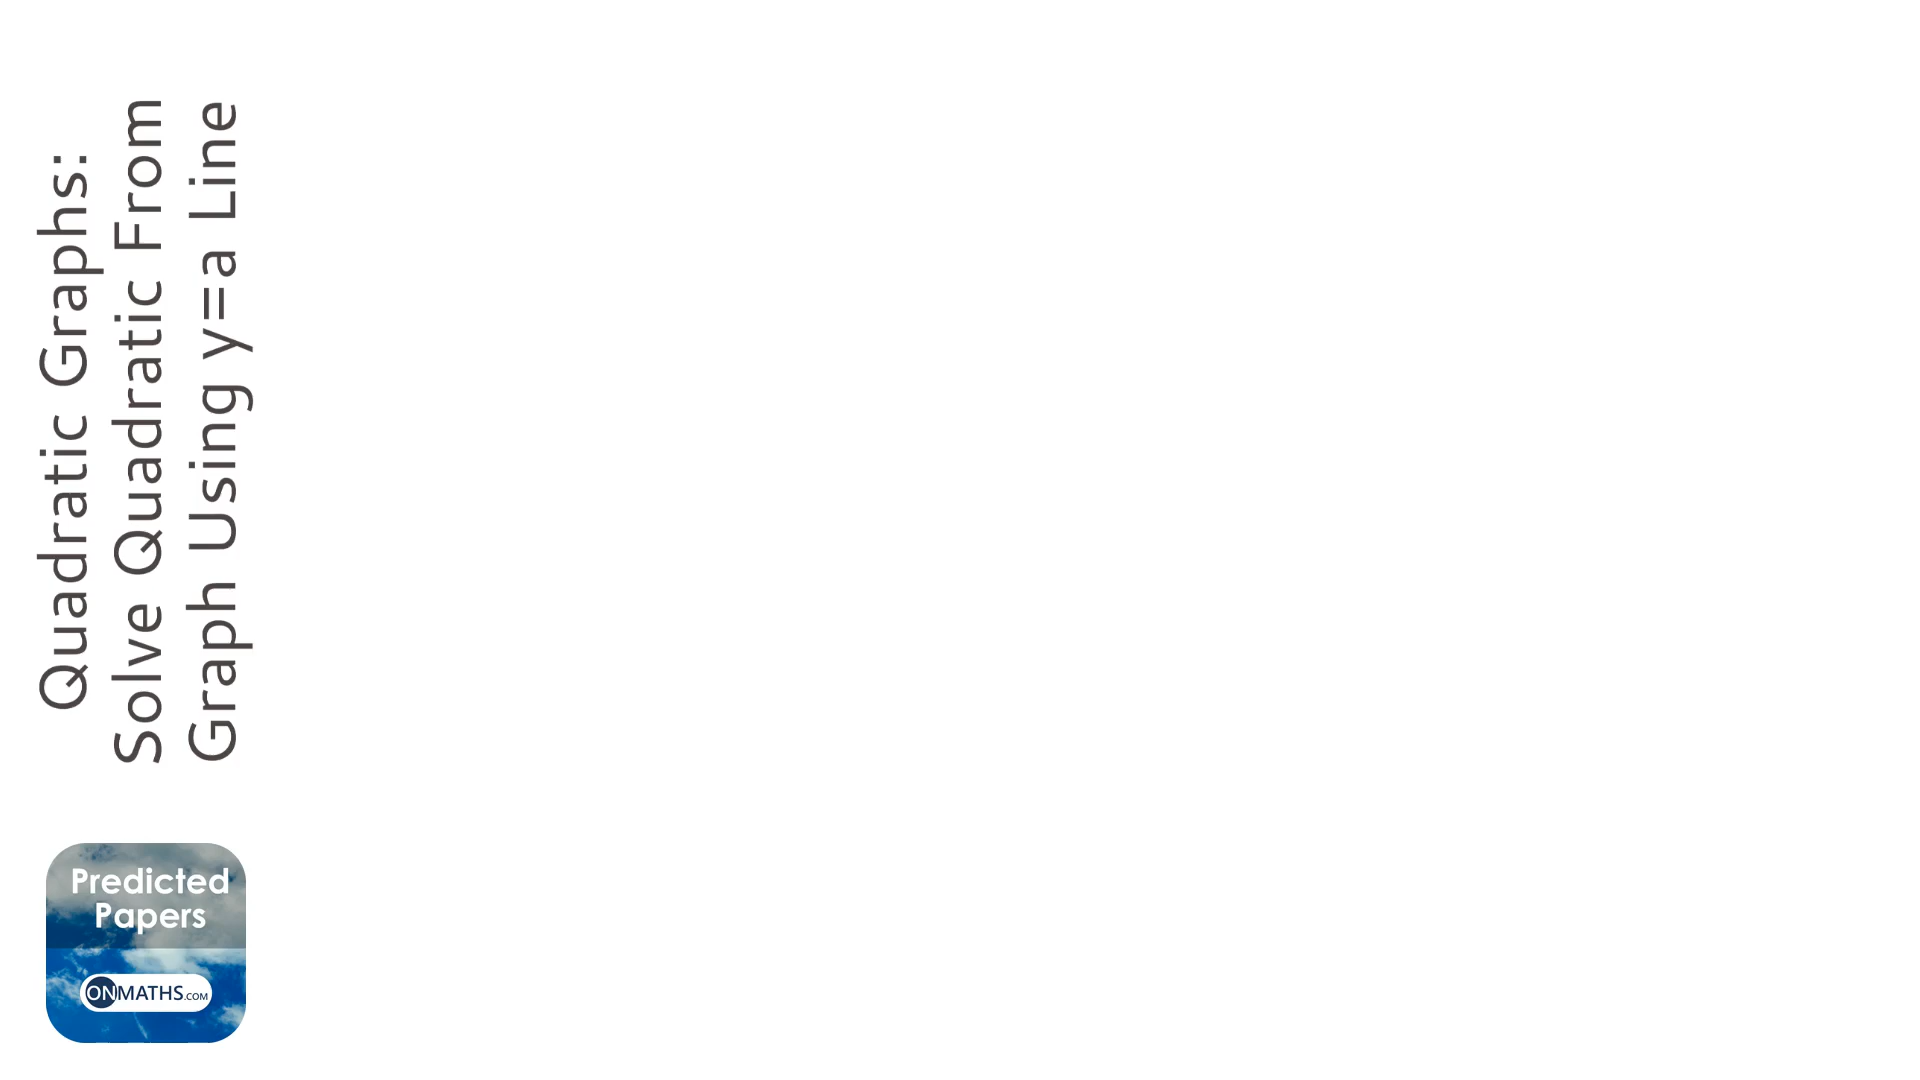 Quadratic Graphs:
Solve Quadratic From
Graph Using y=a Line
Predicted
Papers
ONMATHS.COM